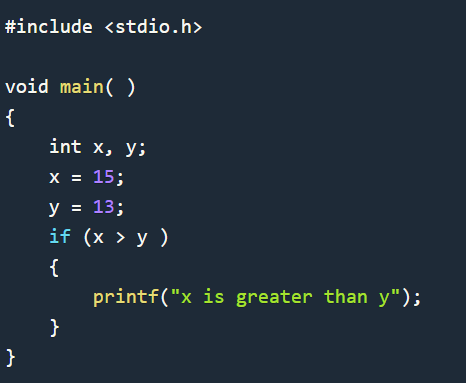 #include <stdio.h>

void main( )
{
    int x, y;
    x = 15;
    y = 13;
    if (x > y )
    {
        printf("x is greater than y");
    }
}